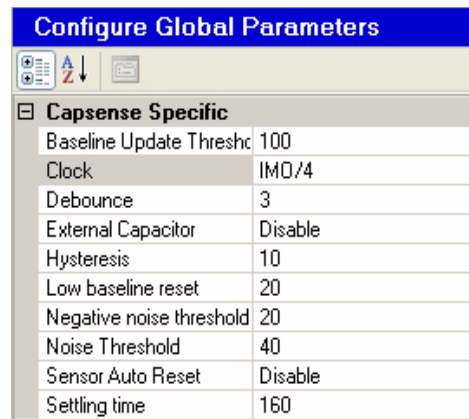 Configure Global Parameters
A Z
Capsense Specific
Baseline Update Thresho 100
Clock IMO/4
Debounce 3
External Capacitor Disable
Hysteresis 10
Low baseline reset 20
Negative noise threshold 20
Noise Threshold 40
Sensor Auto Reset Disable
Settling time 160